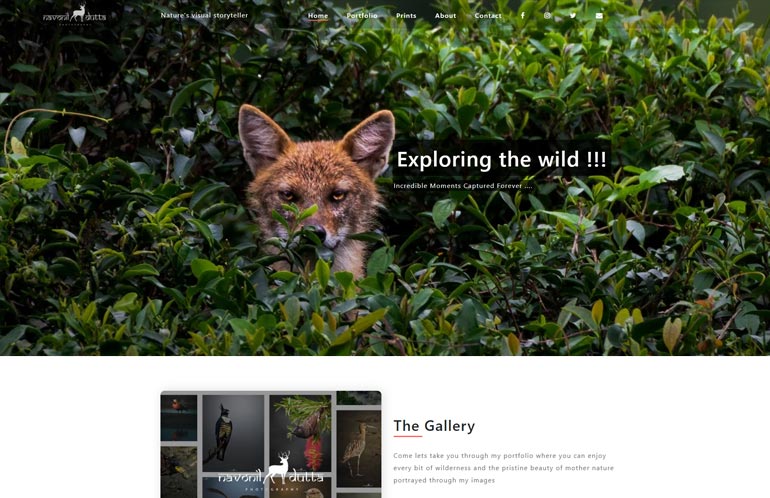 navonil dutta
PHOTOGRAPHY
Nature's visual storyteller
Home Portfolio Prints About Contact
Exploring the wild !!!
Incredible Moments Captured Forever ....
The Gallery
Come lets take you through my portfolio where you can enjoy
every bit of wilderness and the pristine beauty of mother nature
portrayed through my images
navonil dutta
PHOTOGRAPHY